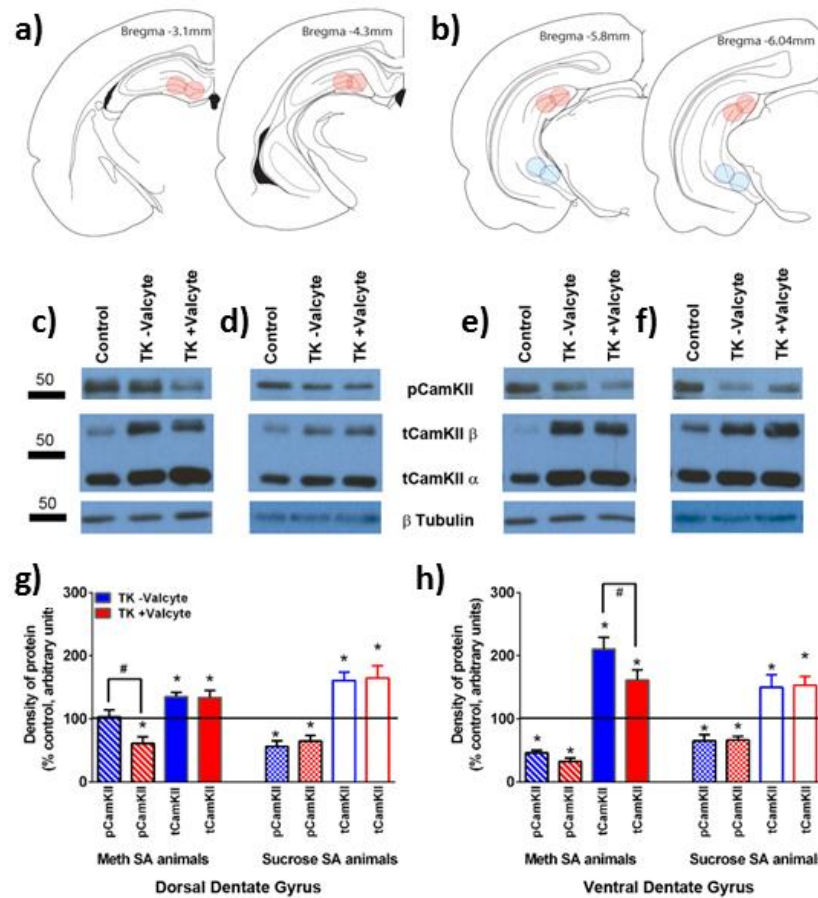 a)
Bregma -3.1mm
Bregma -4.3mm
b)
Bregma -5.8mm
Bregma -6.04mm
c)
Control
TK -Valcyte
TK +Valcyte
d)
Control
TK -Valcyte
TK +Valcyte
e)
Control
TK -Valcyte
TK +Valcyte
f)
Control
TK -Valcyte
TK +Valcyte
50
pCamKII
50
tCamKII β
tCamKII α
50
β Tubulin
g)
Density of protein
(% control, arbitrary units
300
200
100
0
TK -Valcyte
TK +Valcyte
#
*
*
*
*
*
*
*
pCamKII
pCamKII
tCamKII
tCamKII
pCamKII
pCamKII
tCamKII
tCamKII
Meth SA animals
Sucrose SA animals
Dorsal Dentate Gyrus
h)
Density of protein
(% control, arbitrary units)
300
200
100
0
#
*
*
*
*
*
*
*
*
pCamKII
pCamKII
tCamKII
tCamKII
pCamKII
pCamKII
tCamKII
tCamKII
Meth SA animals
Sucrose SA animals
Ventral Dentate Gyrus